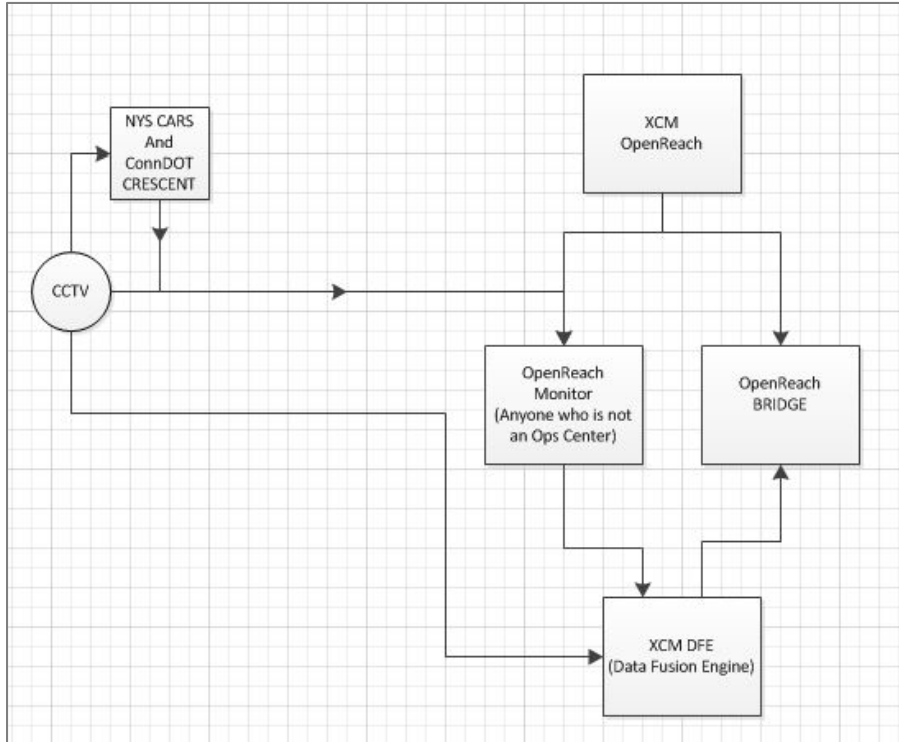 NYS CARS
And
ConnDOT
CRESCENT
XCM
OpenReach
CCTV
OpenReach
Monitor
(Anyone who is not
an Ops Center)
OpenReach
BRIDGE
XCM DFE
(Data Fusion Engine)